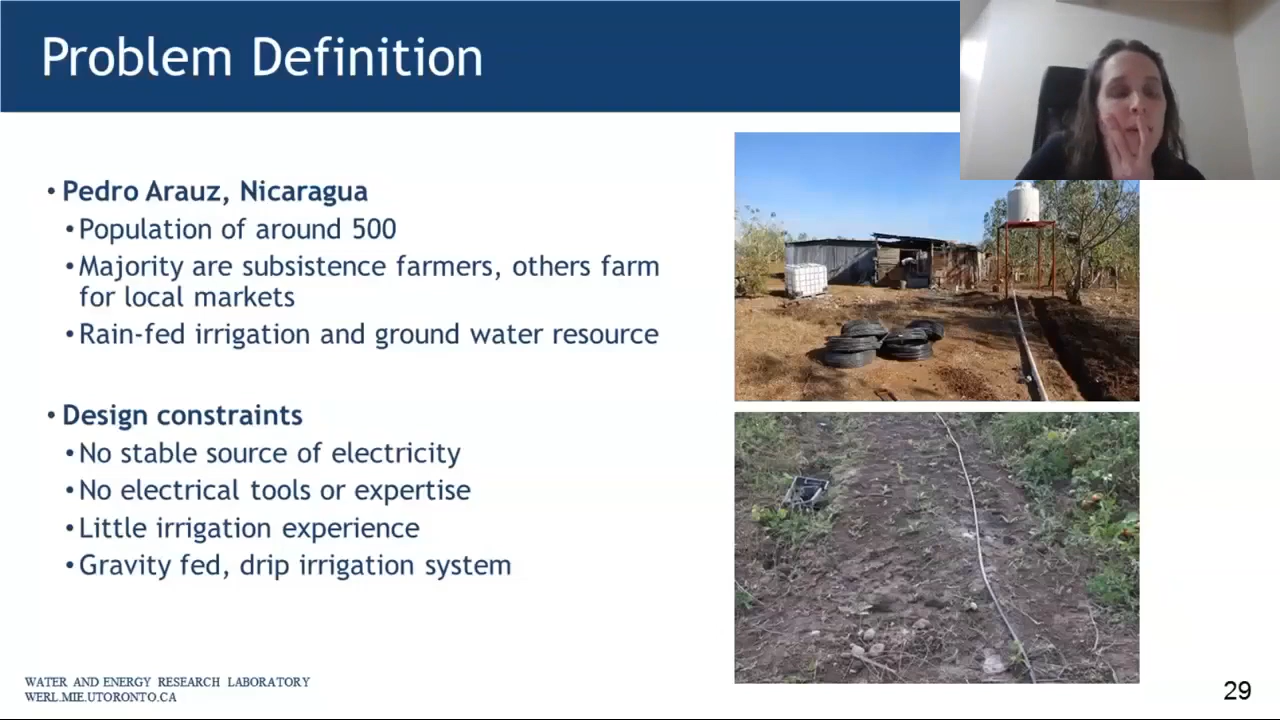 Problem Definition
• Pedro Arauz, Nicaragua
• Population of around 500
• Majority are subsistence farmers, others farm
for local markets
• Rain-fed irrigation and ground water resource
• Design constraints
• No stable source of electricity
• No electrical tools or expertise
• Little irrigation experience
• Gravity fed, drip irrigation system
WATER AND ENERGY RESEARCH LABORATORY
WERL.MIE.UTORONTO.CA
29